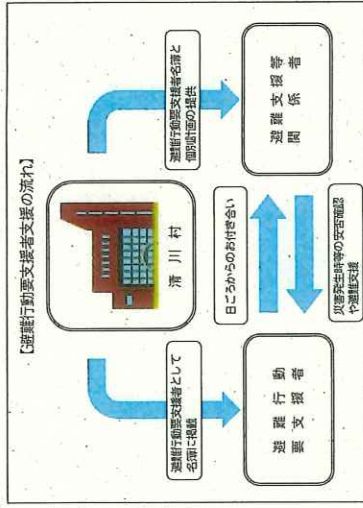 【避難行動要支援者支援の流れ】
清川村
避難行動要支援者として
名簿に掲載
避難行動要支援者名簿と
個別計画の提供
日ごろからのお付き合い
災害発生時等の安否確認
や避難支援
避難行動
要支援者
避難支援等
関係者